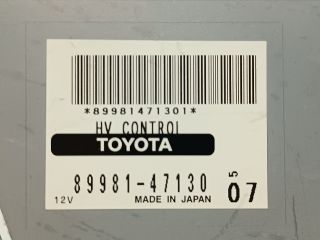 *89981471301*
HV CONTROL
TOYOTA
89981-47130
5
07
12V MADE IN JAPAN